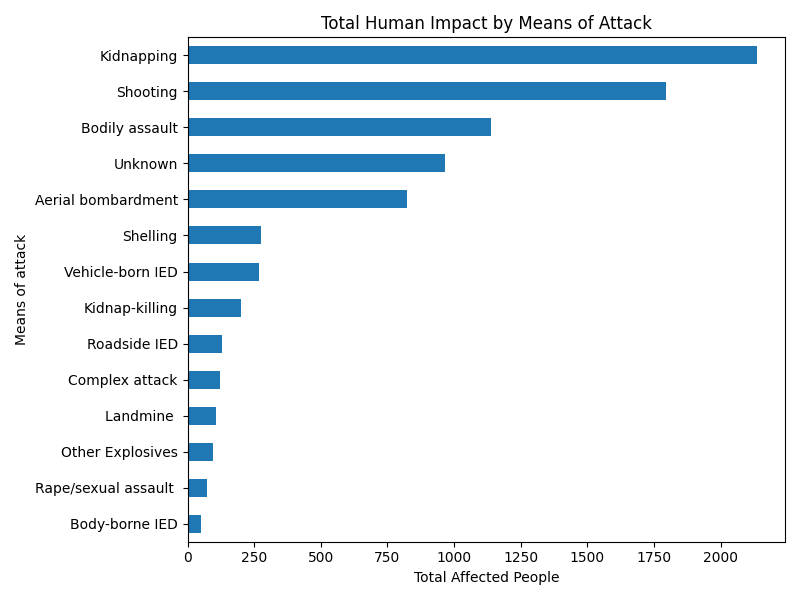 Total Human Impact by Means of Attack
Kidnapping
Shooting
Bodily assault
Unknown
Aerial bombardment
Shelling
Vehicle-born IED
Kidnap-killing
Roadside IED
Complex attack
Landmine
Other Explosives
Rape/sexual assault
Body-borne IED
Means of attack
0 250 500 750 1000 1250 1500 1750 2000
Total Affected People